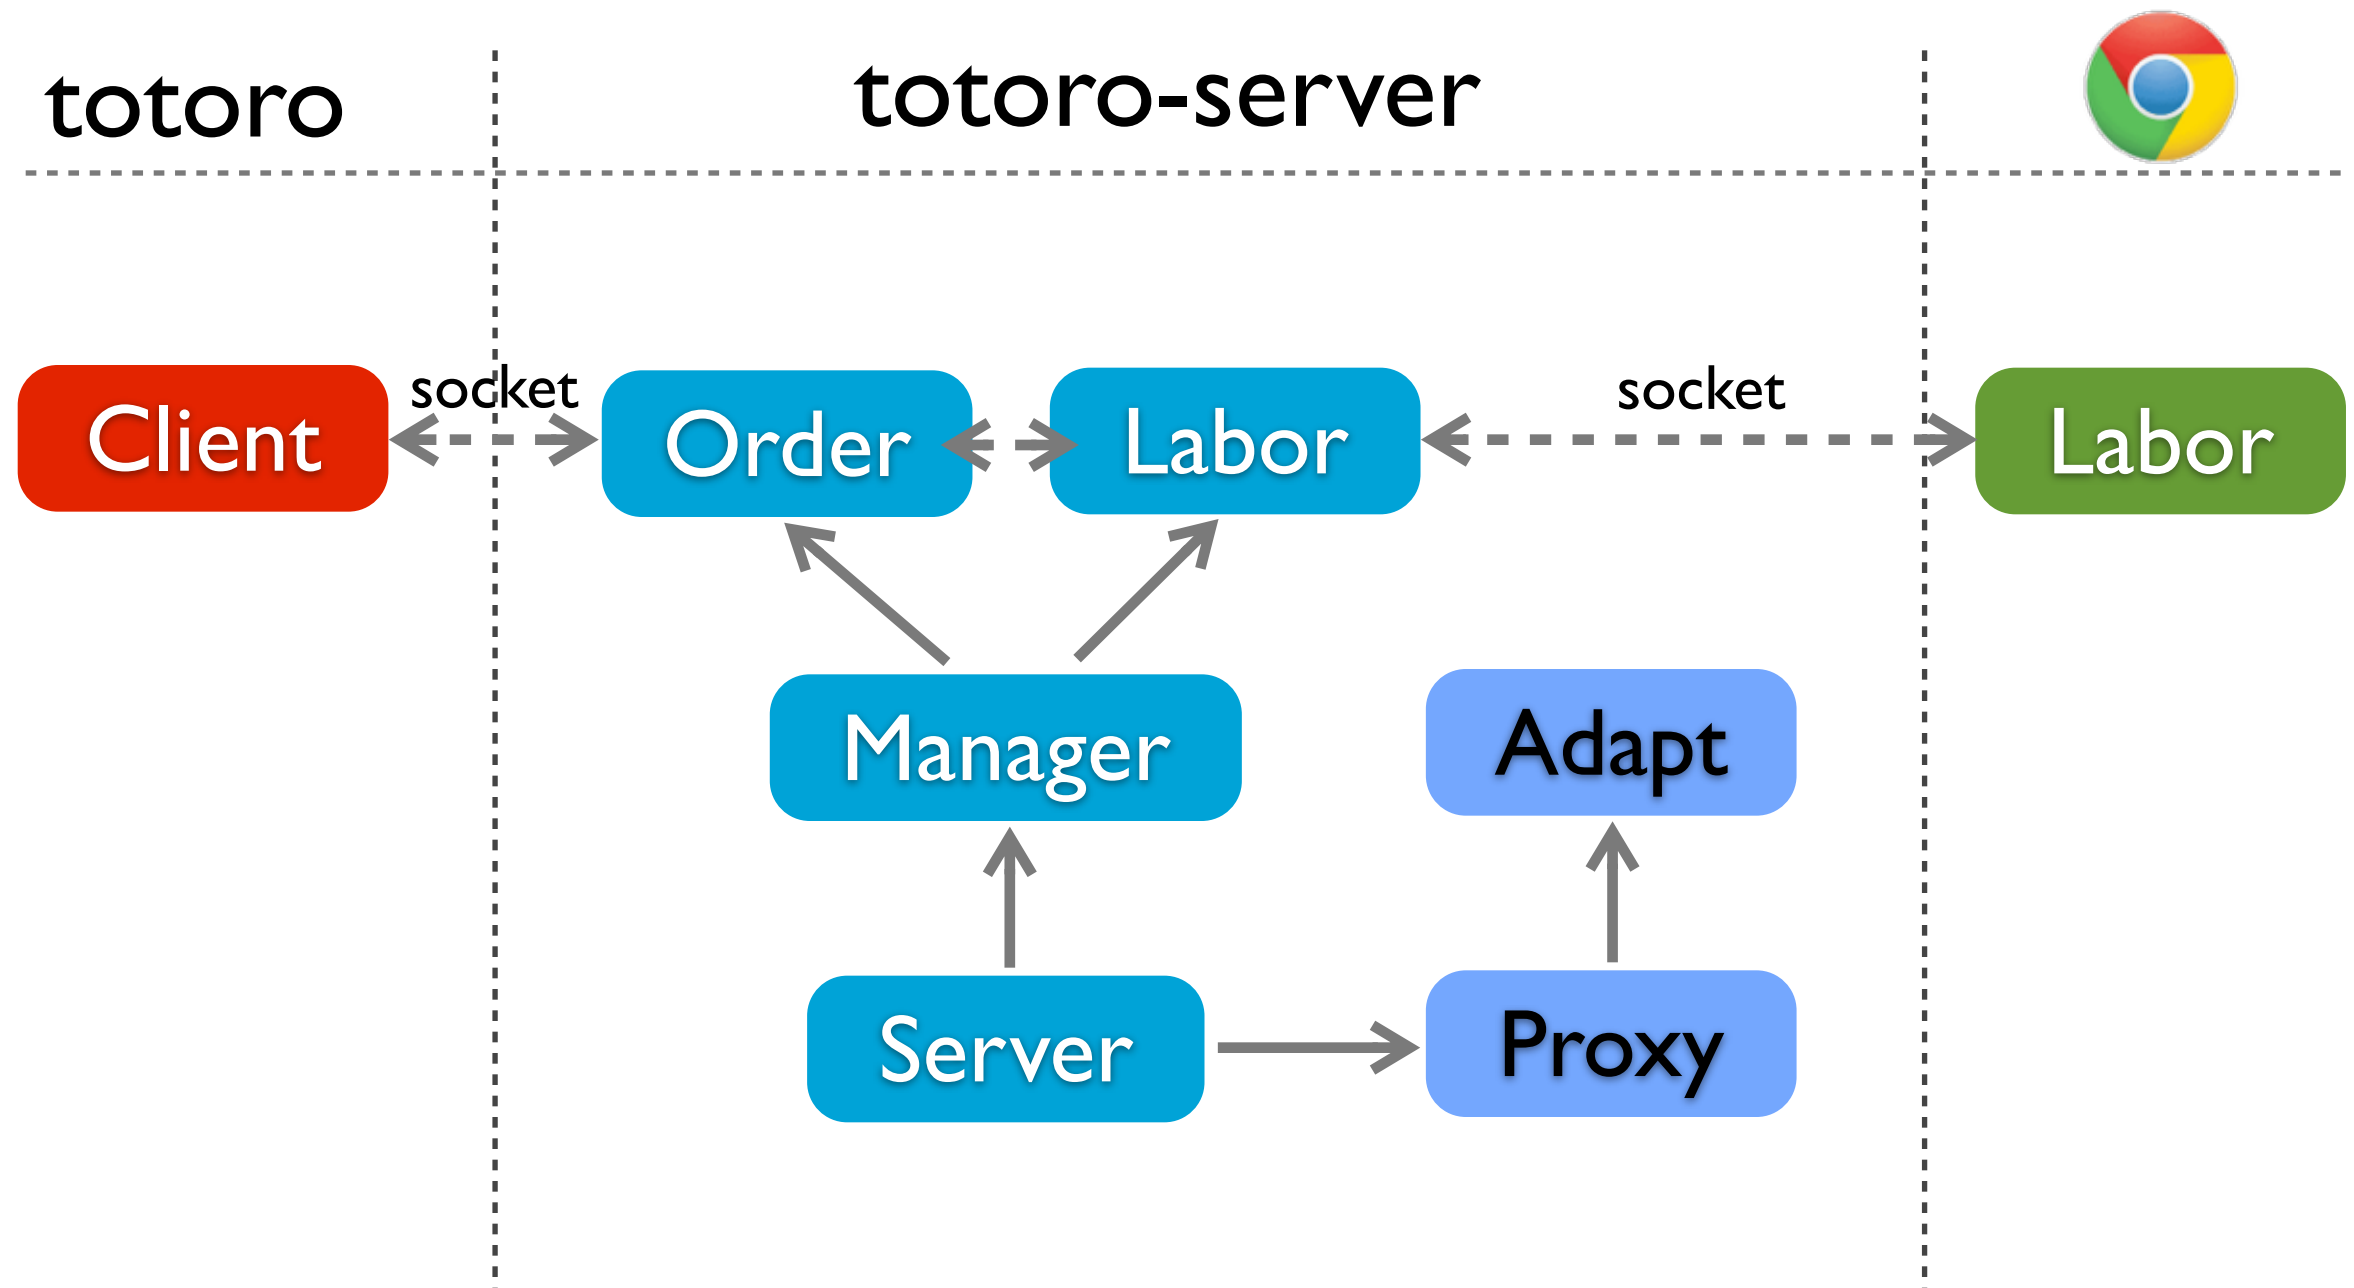 totoro
totoro-server
socket
socket
Client
Order
Labor
Labor
Manager
Adapt
Server
Proxy